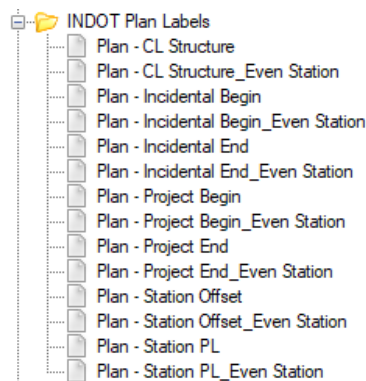 INDOT Plan Labels
Plan - CL Structure
Plan - CL Structure_Even Station
Plan - Incidental Begin
Plan - Incidental Begin_Even Station
Plan - Incidental End
Plan - Incidental End_Even Station
Plan - Project Begin
Plan - Project Begin_Even Station
Plan - Project End
Plan - Project End_Even Station
Plan - Station Offset
Plan - Station Offset_Even Station
Plan - Station PL
Plan - Station PL_Even Station